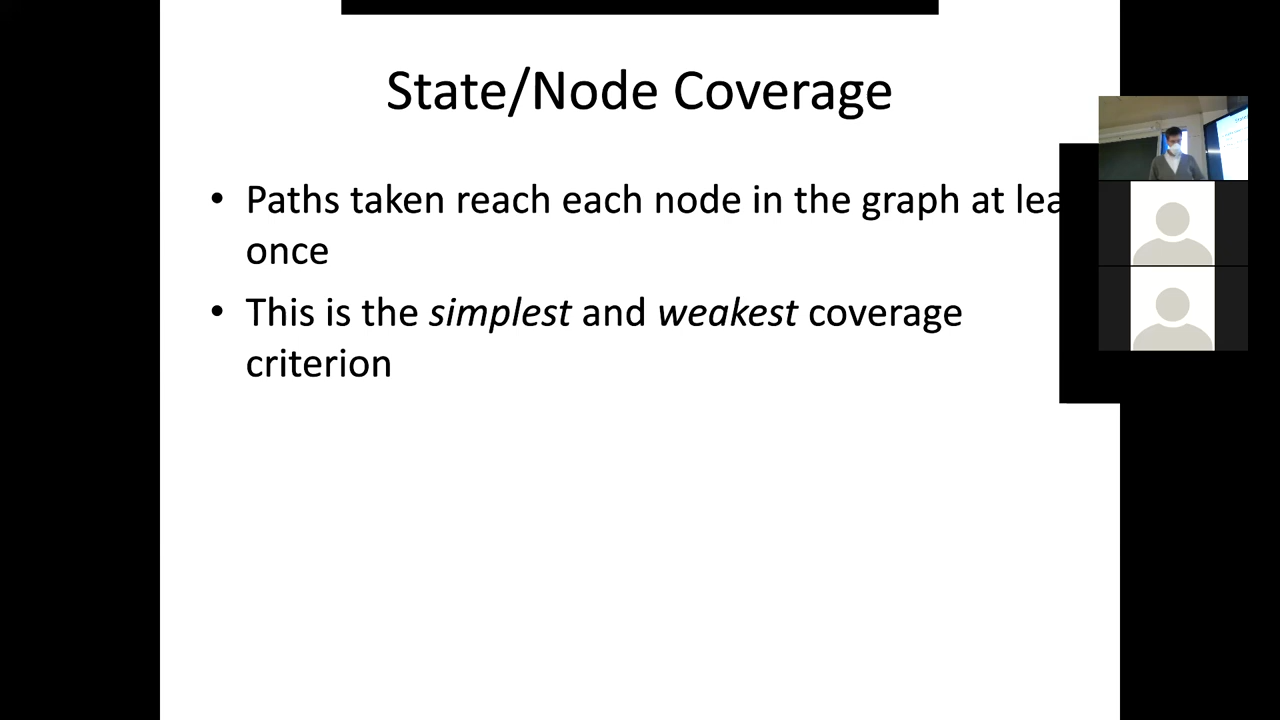 State/Node Coverage
• Paths taken reach each node in the graph at
once
• This is the simplest and weakest coverage
criterion